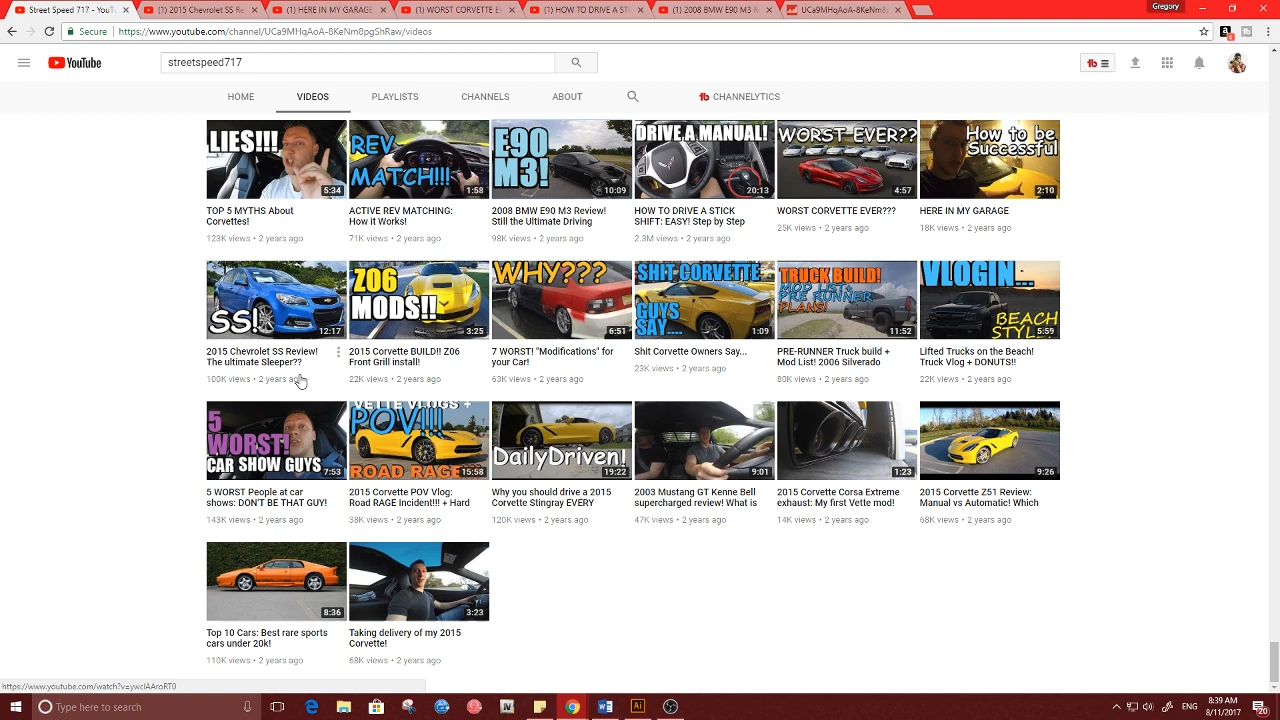 Street Speed 717 - YouTu
(1) 2015 Chevrolet SS Re
(1) HERE IN MY GARAGE
(1) WORST CORVETTE E
(1) HOW TO DRIVE A STI
(1) 2008 BMW E90 M3 R
UCa9MHqAoA-8KeNm8
Gregory
Secure
https://www.youtube.com/channel/UCa9MHqAoA-8KeNm8pgShRaw/videos
YouTube
streetspeed717
HOME
VIDEOS
PLAYLISTS
CHANNELS
ABOUT
CHANNELYTICS
LIES!!!
5:34
REV
MATCH!!!
1:58
E90
M3!
10:09
DRIVE A MANUAL!
20:13
WORST EVER??
4:57
How to be
Successful
2:10
TOP 5 MYTHS About
Corvettes!
123K views • 2 years ago
ACTIVE REV MATCHING:
How it Works!
71K views • 2 years ago
2008 BMW E90 M3 Review!
Still the Ultimate Driving
98K views • 2 years ago
HOW TO DRIVE A STICK
SHIFT: EASY! Step by Step
2.3M views • 2 years ago
WORST CORVETTE EVER???
25K views • 2 years ago
HERE IN MY GARAGE
18K views • 2 years ago
SS!
12:17
Z06
MODS!!
3:25
WHY???
6:51
SHIT CORVETTE
GUYS
SAY....
1:09
TRUCK BUILD!
MOD LIST+
PRE RUNNER
PLANS!
11:52
VLOGIN...
BEACH
STYLE
5:59
2015 Chevrolet SS Review!
The ultimate Sleeper??
100K views • 2 years ago
2015 Corvette BUILD!! Z06
Front Grill install!
22K views • 2 years ago
7 WORST! "Modifications" for
your Car!
63K views • 2 years ago
Shit Corvette Owners Say...
23K views • 2 years ago
PRE-RUNNER Truck build +
Mod List! 2006 Silverado
80K views • 2 years ago
Lifted Trucks on the Beach!
Truck Vlog + DONUTS!!
22K views • 2 years ago
5
WORST!
CAR SHOW GUYS
7:53
VETTE VLOGS +
POV!!!
ROAD RAGE
15:58
DailyDriven!
19:22
9:01
1:23
9:26
5 WORST People at car
shows: DON'T BE THAT GUY!
143K views • 2 years ago
2015 Corvette POV Vlog:
Road RAGE Incident!!! + Hard
38K views • 2 years ago
Why you should drive a 2015
Corvette Stingray EVERY
120K views • 2 years ago
2003 Mustang GT Kenne Bell
supercharged review! What is
47K views • 2 years ago
2015 Corvette Corsa Extreme
exhaust: My first Vette mod!
14K views • 2 years ago
2015 Corvette Z51 Review:
Manual vs Automatic! Which
68K views • 2 years ago
8:36
3:23
Top 10 Cars: Best rare sports
cars under 20k!
110K views • 2 years ago
Taking delivery of my 2015
Corvette!
68K views • 2 years ago
https://www.youtube.com/watch?v=ywclAAroRT0
Type here to search
ENG
8:39 AM
8/11/2017
20